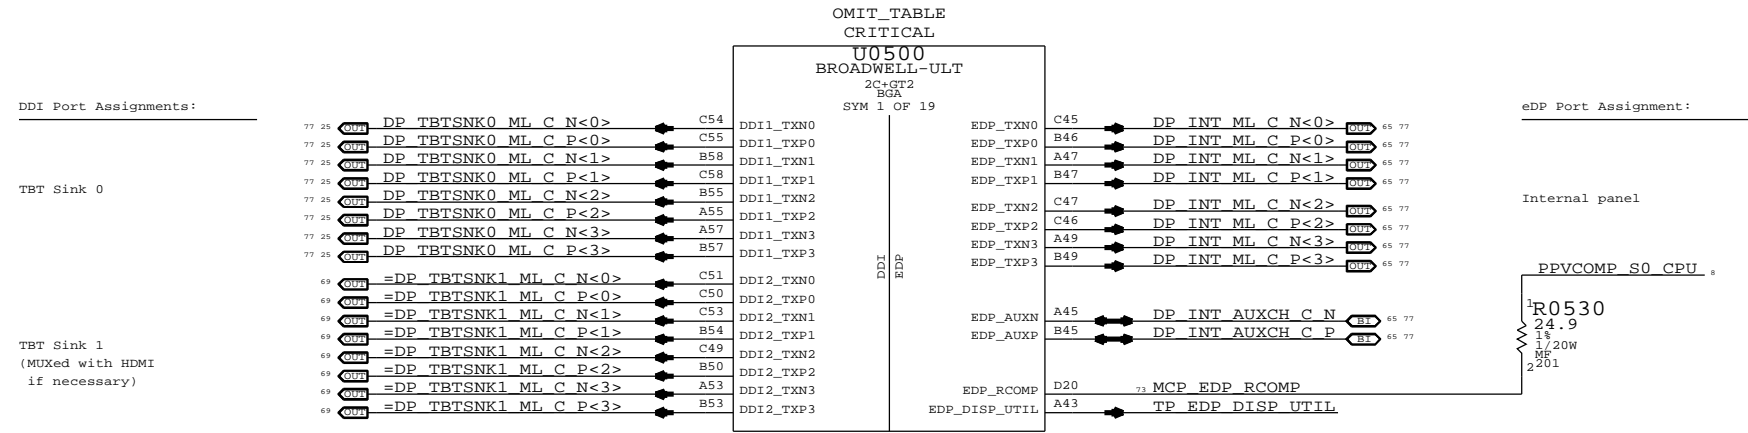 OMIT_TABLE
CRITICAL
U0500
BROADWELL-ULT
2C+GT2
BGA
SYM 1 OF 19
DDI Port Assignments:
eDP Port Assignment:
77 25 OUT DP_TBTSNK0_ML_C_N<0> C54 DDI1_TXN0
77 25 OUT DP_TBTSNK0_ML_C_P<0> C55 DDI1_TXP0
77 25 OUT DP_TBTSNK0_ML_C_N<1> B58 DDI1_TXN1
77 25 OUT DP_TBTSNK0_ML_C_P<1> C58 DDI1_TXP1
TBT Sink 0
77 25 OUT DP_TBTSNK0_ML_C_N<2> B55 DDI1_TXN2
77 25 OUT DP_TBTSNK0_ML_C_P<2> A55 DDI1_TXP2
77 25 OUT DP_TBTSNK0_ML_C_N<3> A57 DDI1_TXN3
77 25 OUT DP_TBTSNK0_ML_C_P<3> B57 DDI1_TXP3
69 OUT =DP_TBTSNK1_ML_C_N<0> C51 DDI2_TXN0
69 OUT =DP_TBTSNK1_ML_C_P<0> C50 DDI2_TXP0
69 OUT =DP_TBTSNK1_ML_C_N<1> C53 DDI2_TXN1
69 OUT =DP_TBTSNK1_ML_C_P<1> B54 DDI2_TXP1
TBT Sink 1
(MUXed with HDMI
if necessary)
69 OUT =DP_TBTSNK1_ML_C_N<2> C49 DDI2_TXN2
69 OUT =DP_TBTSNK1_ML_C_P<2> B50 DDI2_TXP2
69 OUT =DP_TBTSNK1_ML_C_N<3> A53 DDI2_TXN3
69 OUT =DP_TBTSNK1_ML_C_P<3> B53 DDI2_TXP3
DDI
EDP
EDP_TXN0 C45 DP_INT_ML_C_N<0> OUT 65 77
EDP_TXP0 B46 DP_INT_ML_C_P<0> OUT 65 77
EDP_TXN1 A47 DP_INT_ML_C_N<1> OUT 65 77
EDP_TXP1 B47 DP_INT_ML_C_P<1> OUT 65 77
EDP_TXN2 C47 DP_INT_ML_C_N<2> OUT 65 77
EDP_TXP2 C46 DP_INT_ML_C_P<2> OUT 65 77
EDP_TXN3 A49 DP_INT_ML_C_N<3> OUT 65 77
EDP_TXP3 B49 DP_INT_ML_C_P<3> OUT 65 77
Internal panel
EDP_AUXN A45 DP_INT_AUXCH_C_N BI 65 77
EDP_AUXP B45 DP_INT_AUXCH_C_P BI 65 77
EDP_RCOMP D20 73 MCP_EDP_RCOMP
EDP_DISP_UTIL A43 TP_EDP_DISP_UTIL
PPVCOMP_S0_CPU 8
1 R0530
24.9
1%
1/20W
MF
2 201